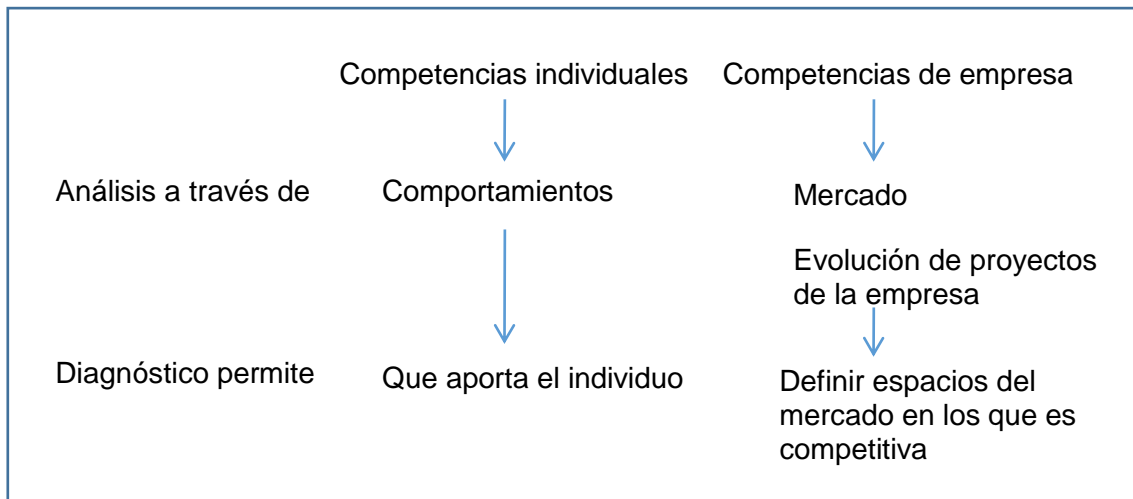 Competencias individuales Competencias de empresa
Análisis a través de Comportamientos Mercado
Evolución de proyectos
de la empresa
Diagnóstico permite Que aporta el individuo Definir espacios del
mercado en los que es
competitiva